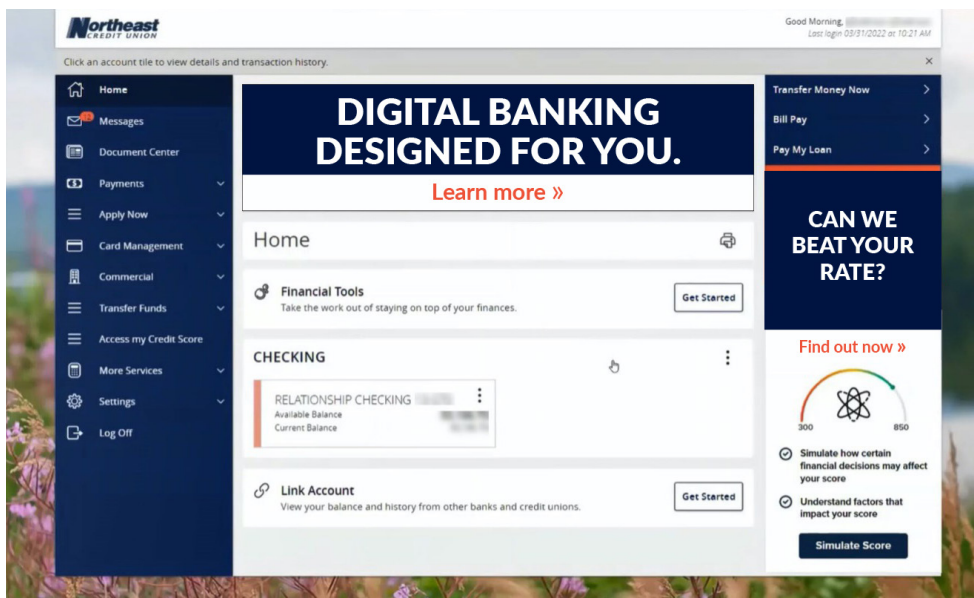 Northeast
CREDIT UNION
Good Morning,
Last login 03/31/2022 at 10:21 AM
Click an account tile to view details and transaction history.
Home
Messages
Document Center
Payments
Apply Now
Card Management
Commercial
Transfer Funds
Access my Credit Score
More Services
Settings
Log Off
DIGITAL BANKING
DESIGNED FOR YOU.
Learn more »
Home
Financial Tools
Take the work out of staying on top of your finances.
Get Started
CHECKING
RELATIONSHIP CHECKING
Available Balance
Current Balance
Link Account
View your balance and history from other banks and credit unions.
Get Started
Transfer Money Now
Bill Pay
Pay My Loan
CAN WE
BEAT YOUR
RATE?
Find out now »
300 850
Simulate how certain
financial decisions may affect
your score
Understand factors that
impact your score
Simulate Score